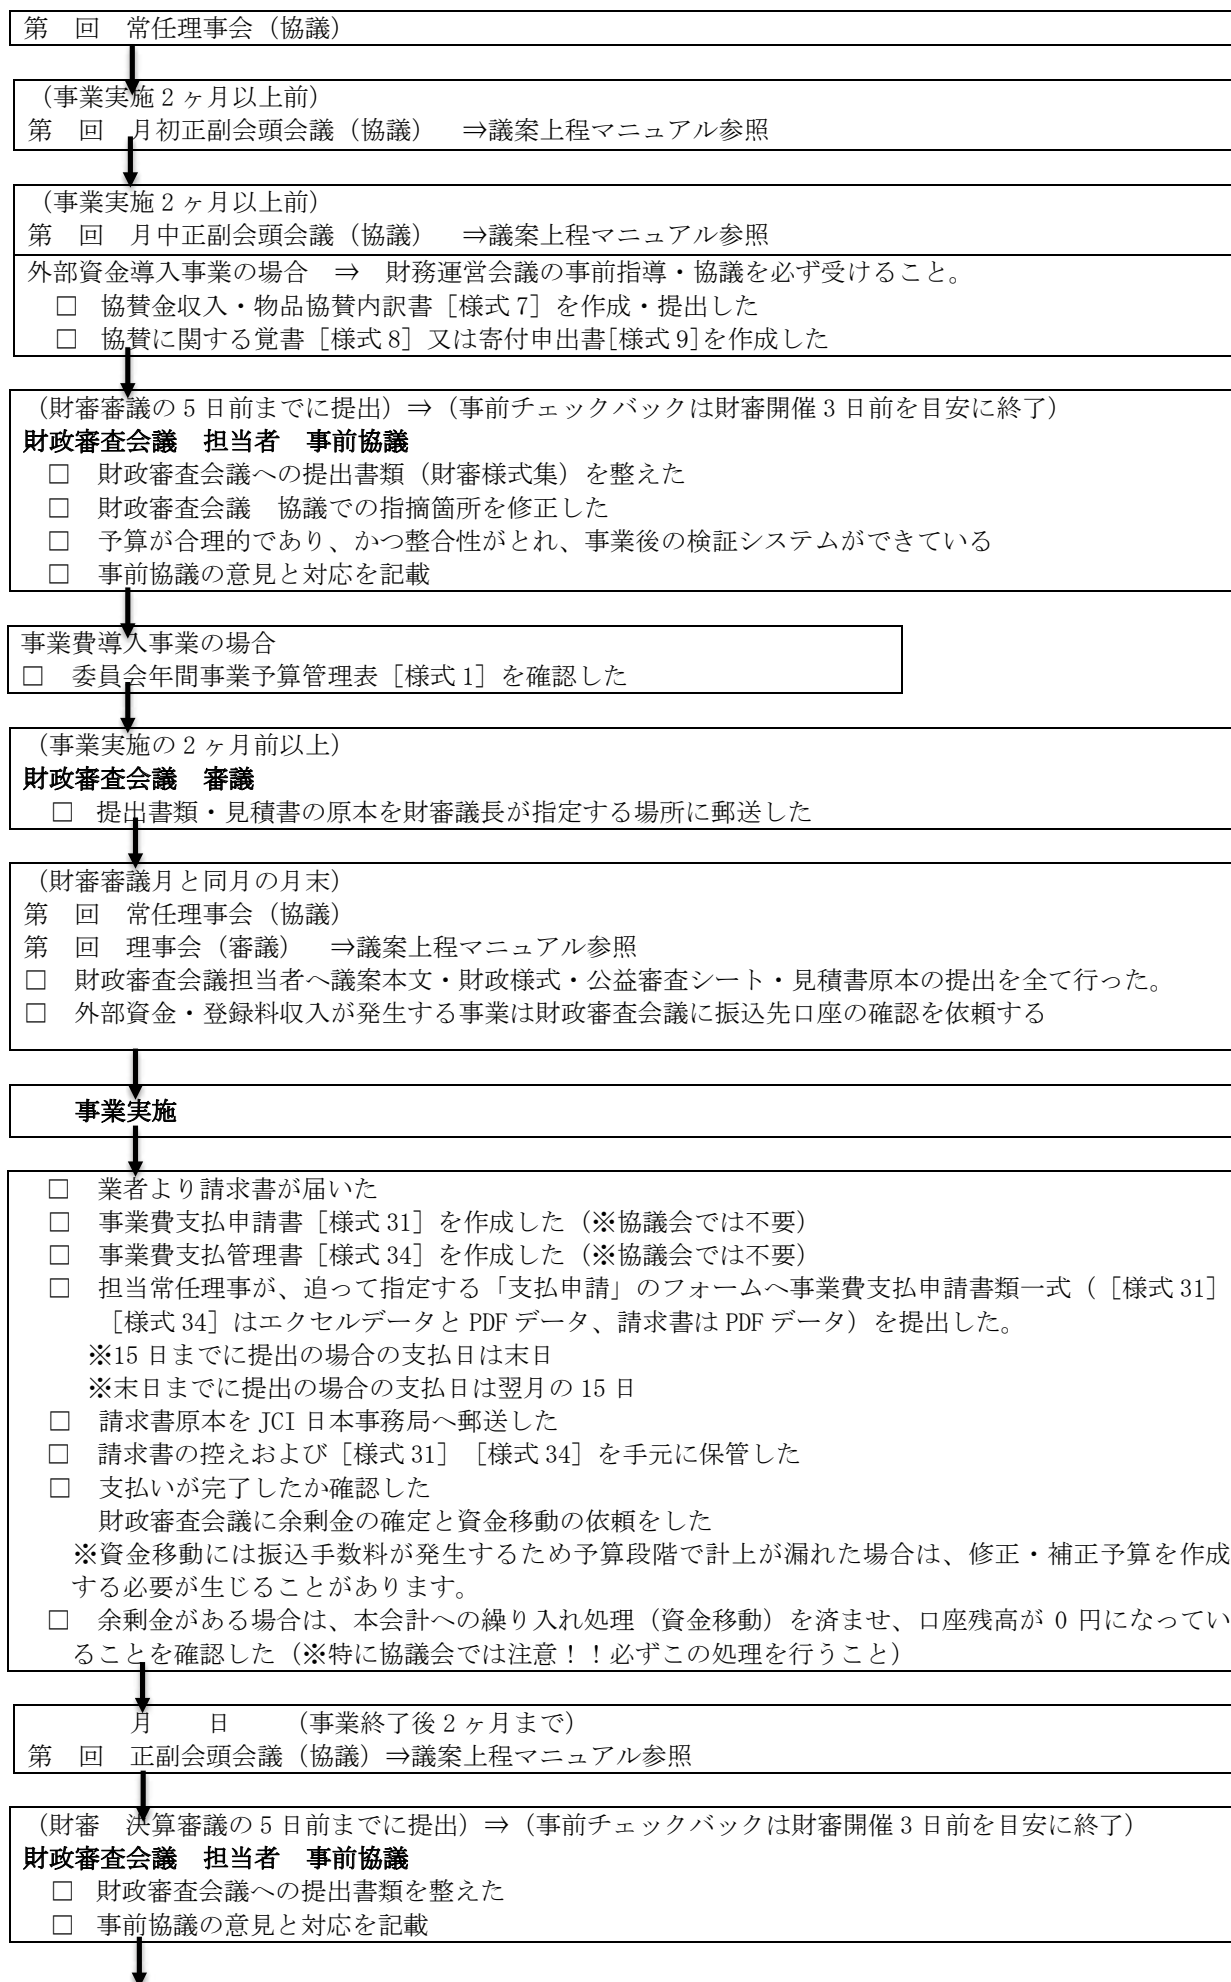 第　回　常任理事会（協議）
（事業実施2ヶ月以上前）
第　回　月初正副会頭会議（協議）　⇒議案上程マニュアル参照
（事業実施2ヶ月以上前）
第　回　月中正副会頭会議（協議）　⇒議案上程マニュアル参照
外部資金導入事業の場合　⇒　財務運営会議の事前指導・協議を必ず受けること。
□　協賛金収入・物品協賛内訳書［様式7］を作成・提出した
□　協賛に関する覚書［様式8］又は寄付申出書[様式9]を作成した
（財審審議の5日前までに提出）⇒（事前チェックバックは財審開催3日前を目安に終了）
財政審査会議　担当者　事前協議
□　財政審査会議への提出書類（財審様式集）を整えた
□　財政審査会議　協議での指摘箇所を修正した
□　予算が合理的であり、かつ整合性がとれ、事業後の検証システムができている
□　事前協議の意見と対応を記載
事業費導入事業の場合
□　委員会年間事業予算管理表［様式1］を確認した
（事業実施の2ヶ月前以上）
財政審査会議　審議
□　提出書類・見積書の原本を財審議長が指定する場所に郵送した
（財審審議月と同月の月末）
第　回　常任理事会（協議）
第　回　理事会（審議）　⇒議案上程マニュアル参照
□　財政審査会議担当者へ議案本文・財政様式・公益審査シート・見積書原本の提出を全て行った。
□　外部資金・登録料収入が発生する事業は財政審査会議に振込先口座の確認を依頼する
事業実施
□　業者より請求書が届いた
□　事業費支払申請書［様式31］を作成した（※協議会では不要）
□　事業費支払管理書［様式34］を作成した（※協議会では不要）
□　担当常任理事が、追って指定する「支払申請」のフォームへ事業費支払申請書類一式（［様式31］
［様式34］はエクセルデータとPDFデータ、請求書はPDFデータ）を提出した。
※15日までに提出の場合の支払日は末日
※末日までに提出の場合の支払日は翌月の15日
□　請求書原本をJCI日本事務局へ郵送した
□　請求書の控えおよび［様式31］［様式34］を手元に保管した
□　支払いが完了したか確認した
財政審査会議に余剰金の確定と資金移動の依頼をした
※資金移動には振込手数料が発生するため予算段階で計上が漏れた場合は、修正・補正予算を作成
する必要が生じることがあります。
□　余剰金がある場合は、本会計への繰り入れ処理（資金移動）を済ませ、口座残高が0円になってい
ることを確認した（※特に協議会では注意！！必ずこの処理を行うこと）
月　　日　　（事業終了後2ヶ月まで）
第　回　正副会頭会議（協議）⇒議案上程マニュアル参照
（財審　決算審議の5日前までに提出）⇒（事前チェックバックは財審開催3日前を目安に終了）
財政審査会議　担当者　事前協議
□　財政審査会議への提出書類を整えた
□　事前協議の意見と対応を記載